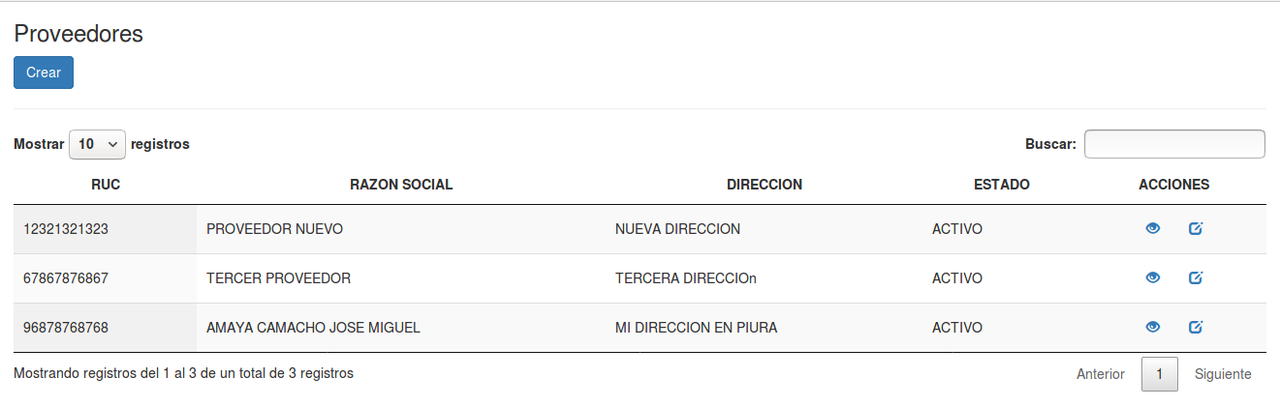 Proveedores
Crear
Mostrar 10 registros Buscar:
RUC RAZON SOCIAL DIRECCION ESTADO ACCIONES
12321321323 PROVEEDOR NUEVO NUEVA DIRECCION ACTIVO
67867876867 TERCER PROVEEDOR TERCERA DIRECCIOn ACTIVO
96878768768 AMAYA CAMACHO JOSE MIGUEL MI DIRECCION EN PIURA ACTIVO
Mostrando registros del 1 al 3 de un total de 3 registros Anterior 1 Siguiente